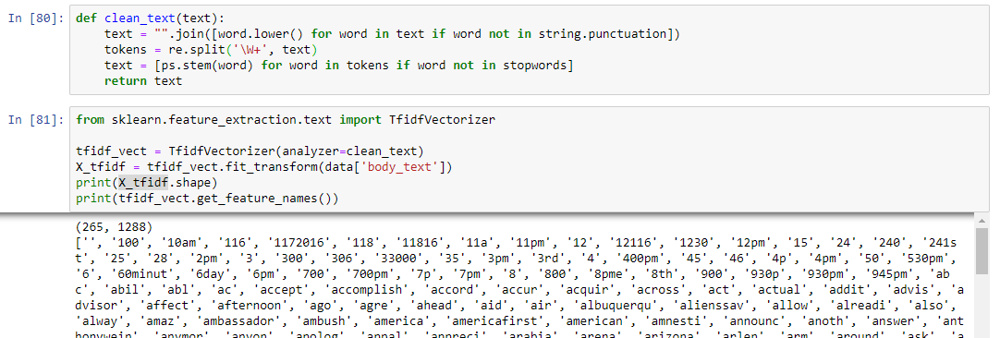 In [80]: def clean_text(text):
text = "".join([word.lower() for word in text if word not in string.punctuation])
tokens = re.split('\W+', text)
text = [ps.stem(word) for word in tokens if word not in stopwords]
return text
In [81]: from sklearn.feature_extraction.text import TfidfVectorizer
tfidf_vect = TfidfVectorizer(analyzer=clean_text)
X_tfidf = tfidf_vect.fit_transform(data['body_text'])
print(X_tfidf.shape)
print(tfidf_vect.get_feature_names())
(265, 1288)
['', '100', '10am', '116', '1172016', '118', '11816', '11a', '11pm', '12', '12116', '1230', '12pm', '15', '24', '240', '241s
t', '25', '28', '2pm', '3', '300', '306', '33000', '35', '3pm', '3rd', '4', '400pm', '45', '46', '4p', '4pm', '50', '530pm',
'6', '60minut', '6day', '6pm', '700', '700pm', '7p', '7pm', '8', '800', '8pme', '8th', '900', '930p', '930pm', '945pm', 'ab
c', 'abil', 'abl', 'ac', 'accept', 'accomplish', 'accord', 'accur', 'acquir', 'across', 'act', 'actual', 'addit', 'advis', 'a
dvisor', 'affect', 'afternoon', 'ago', 'agre', 'ahead', 'aid', 'air', 'albuquerqu', 'alienssav', 'allow', 'alreadi', 'also',
'alway', 'amaz', 'ambassador', 'ambush', 'america', 'americafirst', 'american', 'amnesti', 'announc', 'anoth', 'answer', 'ant
honywein', 'anymor', 'anyon', 'apolog', 'appal', 'appreci', 'arabia', 'arena', 'arizona', 'arlen', 'arm', 'around', 'ask', 'a